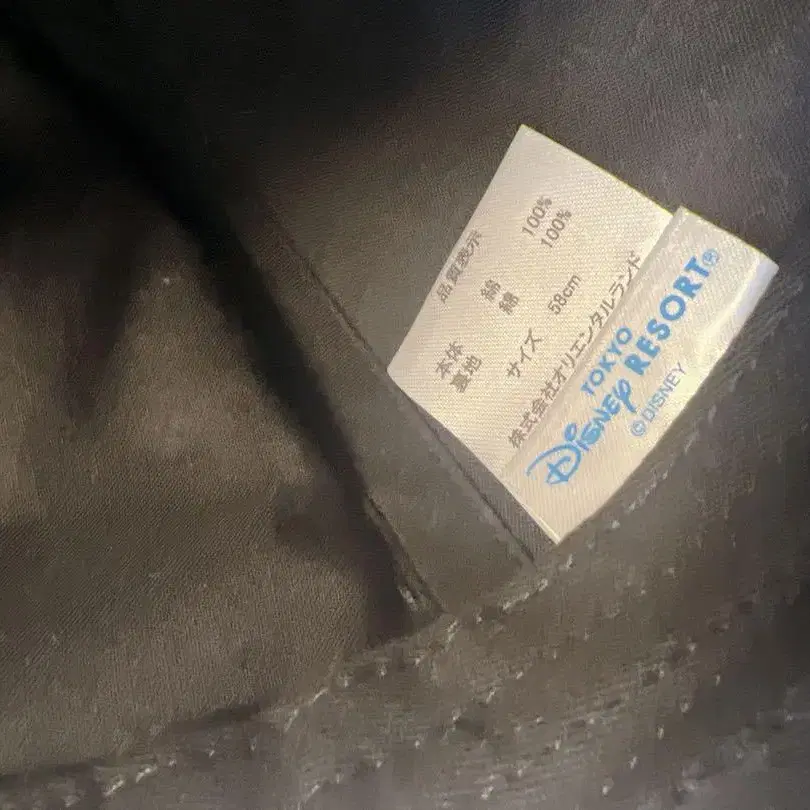 品質表示
本体 綿 100%
裏地 綿 100%
サイズ 58cm
株式会社オリエンタルランド
TOKYO
DISNEY RESORT®
©DISNEY